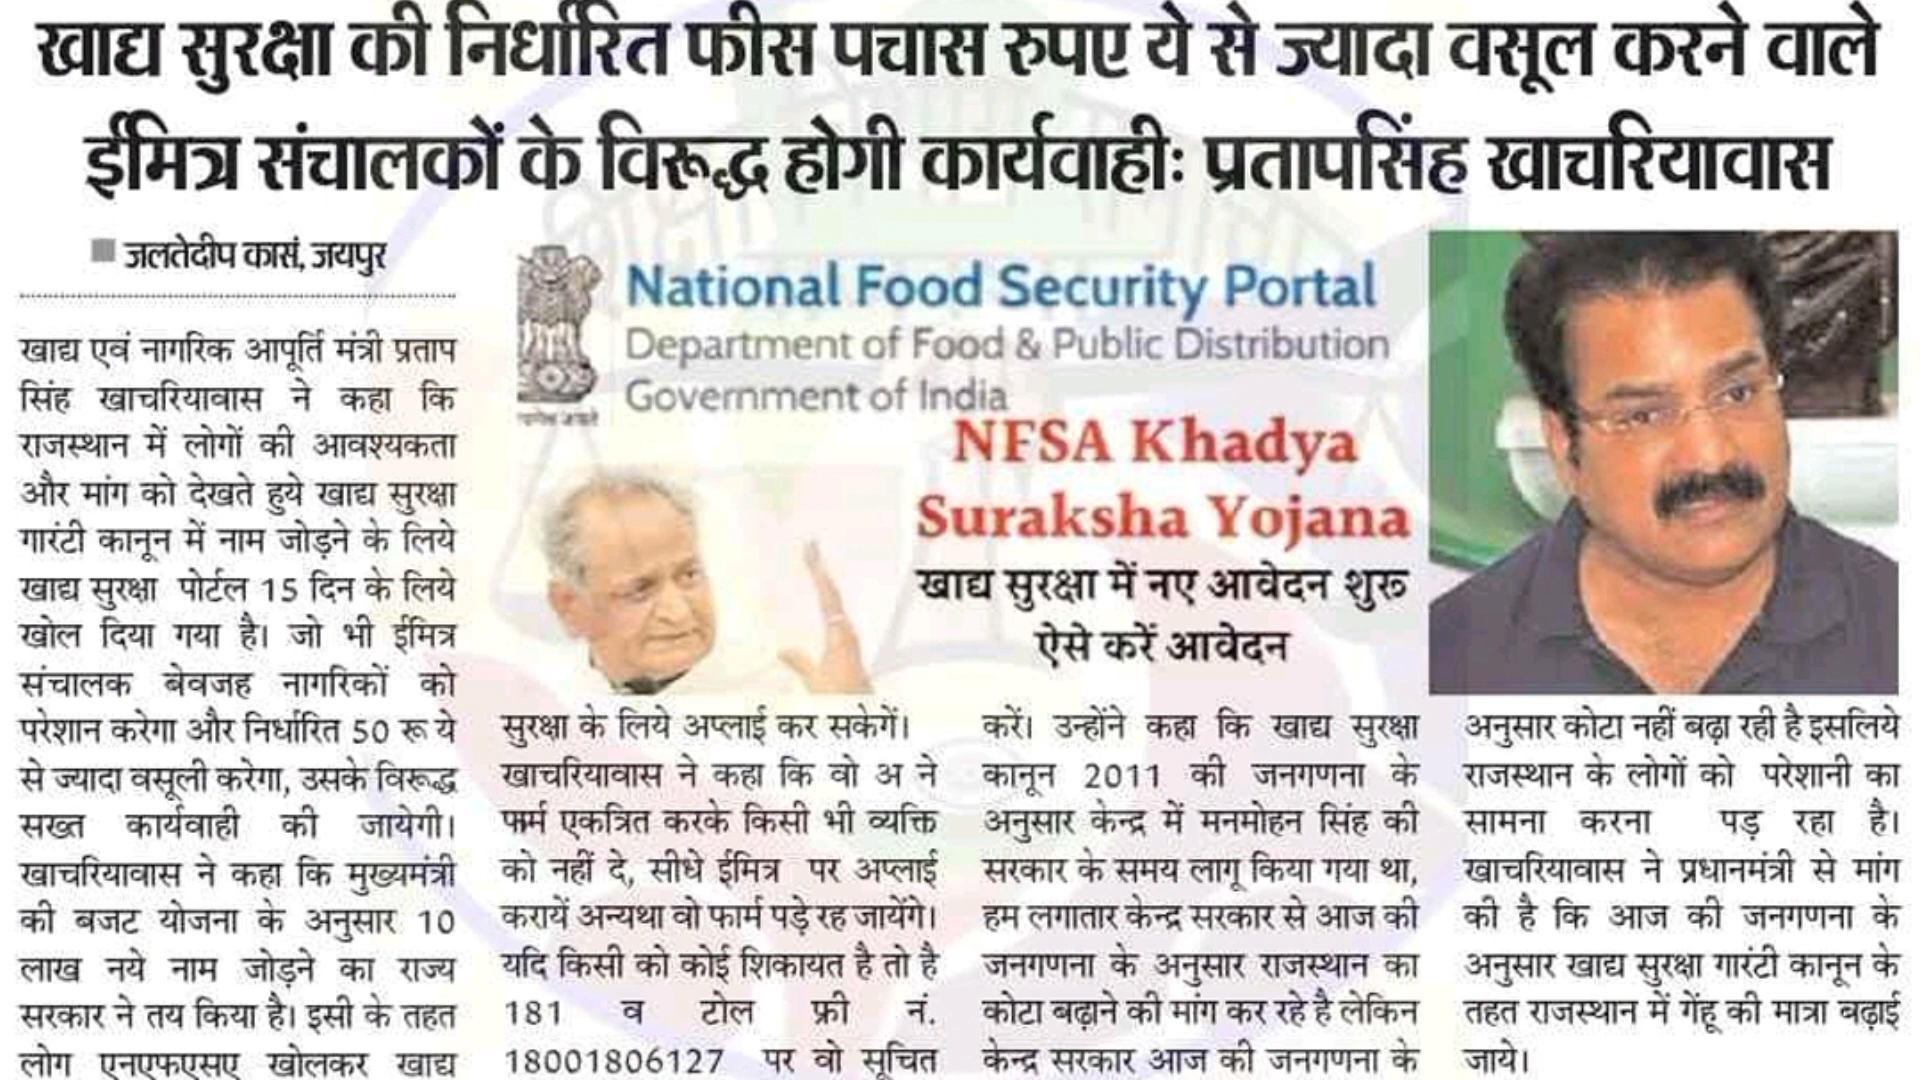 खाद्य सुरक्षा की निर्धारित फीस पचास रुपए ये से ज्यादा वसूल करने वाले
ईमित्र संचालकों के विरूद्ध होगी कार्यवाहीः प्रतापसिंह खाचरियावास
जलतेदीप कासं, जयपुर
खाद्य एवं नागरिक आपूर्ति मंत्री प्रताप
सिंह खाचरियावास ने कहा कि
राजस्थान में लोगों की आवश्यकता
और मांग को देखते हुये खाद्य सुरक्षा
गारंटी कानून में नाम जोड़ने के लिये
खाद्य सुरक्षा पोर्टल 15 दिन के लिये
खोल दिया गया है। जो भी ईमित्र
संचालक बेवजह नागरिकों को
परेशान करेगा और निर्धारित 50 रू ये
से ज्यादा वसूली करेगा, उसके विरूद्ध
सख्त कार्यवाही की जायेगी।
खाचरियावास ने कहा कि मुख्यमंत्री
की बजट योजना के अनुसार 10
लाख नये नाम जोड़ने का राज्य
सरकार ने तय किया है। इसी के तहत
लोग एनएफएसए खोलकर खाद्य
National Food Security Portal
Department of Food & Public Distribution
Government of India
NFSA Khadya
Suraksha Yojana
खाद्य सुरक्षा में नए आवेदन शुरू
ऐसे करें आवेदन
सुरक्षा के लिये अप्लाई कर सकेगें।
खाचरियावास ने कहा कि वो अ ने
फार्म एकत्रित करके किसी भी व्यक्ति
को नहीं दे, सीधे ईमित्र पर अप्लाई
करायें अन्यथा वो फार्म पड़े रह जायेंगे।
यदि किसी को कोई शिकायत है तो है
181 व टोल फ्री नं.
18001806127 पर वो सूचित
करें। उन्होंने कहा कि खाद्य सुरक्षा
कानून 2011 की जनगणना के
अनुसार केन्द्र में मनमोहन सिंह की
सरकार के समय लागू किया गया था,
हम लगातार केन्द्र सरकार से आज की
जनगणना के अनुसार राजस्थान का
कोटा बढ़ाने की मांग कर रहे है लेकिन
केन्द्र सरकार आज की जनगणना के
अनुसार कोटा नहीं बढ़ा रही है इसलिये
राजस्थान के लोगों को परेशानी का
सामना करना पड़ रहा है।
खाचरियावास ने प्रधानमंत्री से मांग
की है कि आज की जनगणना के
अनुसार खाद्य सुरक्षा गारंटी कानून के
तहत राजस्थान में गेंहू की मात्रा बढ़ाई
जाये।